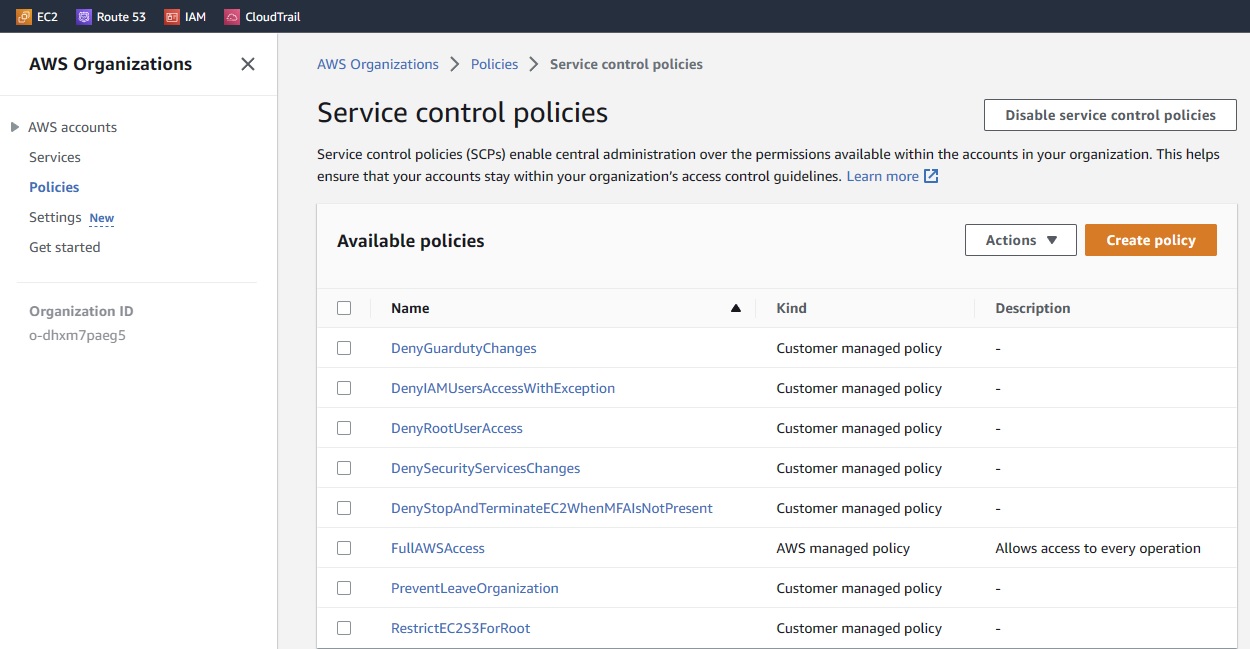 EC2 Route 53 IAM CloudTrail
AWS Organizations
AWS accounts
Services
Policies
Settings New
Get started
Organization ID
o-dhxm7paeg5
AWS Organizations Policies Service control policies
Service control policies
Disable service control policies
Service control policies (SCPs) enable central administration over the permissions available within the accounts in your organization. This helps
ensure that your accounts stay within your organization's access control guidelines. Learn more
Available policies
Actions Create policy
Name Kind Description
DenyGuardutyChanges Customer managed policy -
DenyIAMUsersAccessWithException Customer managed policy -
DenyRootUserAccess Customer managed policy -
DenySecurityServicesChanges Customer managed policy -
DenyStopAndTerminateEC2WhenMFAIsNotPresent Customer managed policy -
FullAWSAccess AWS managed policy Allows access to every operation
PreventLeaveOrganization Customer managed policy -
RestrictEC2S3ForRoot Customer managed policy -